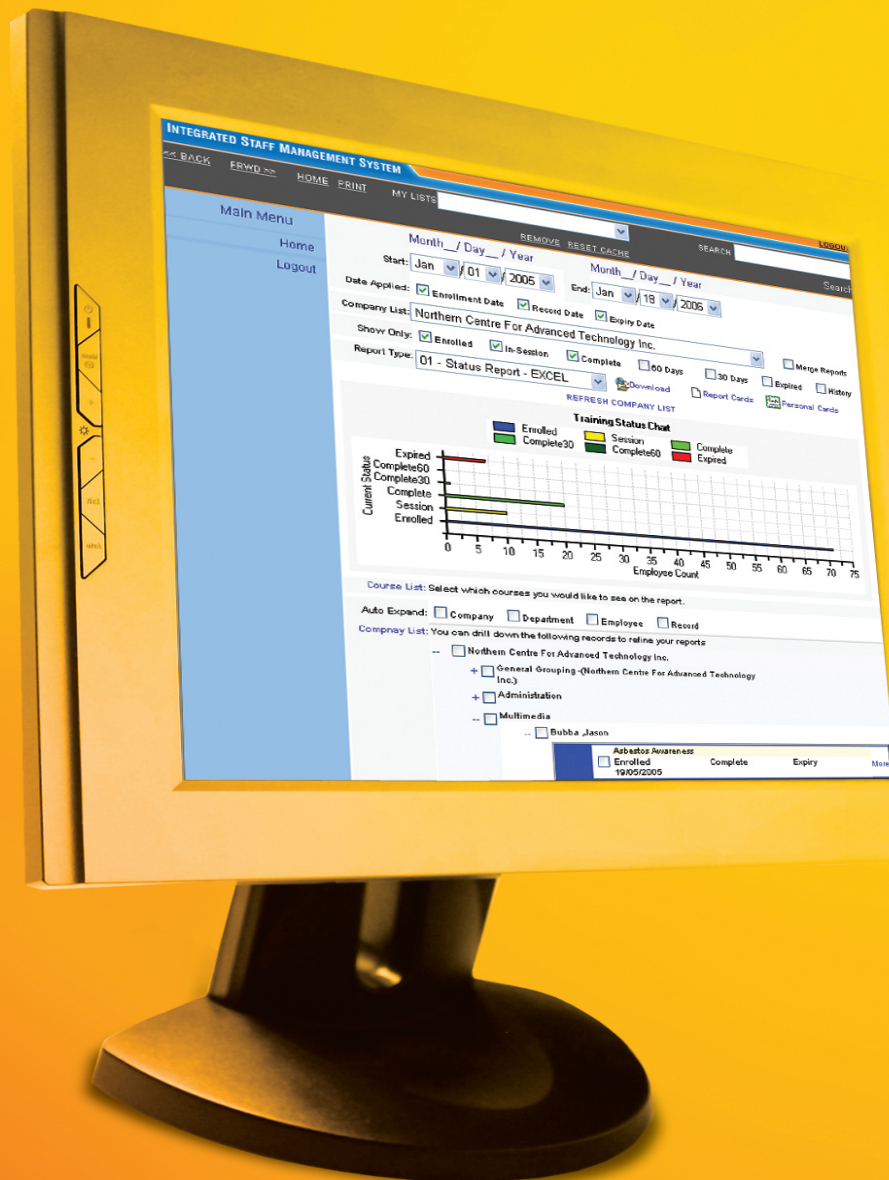 INTEGRATED STAFF MANAGEMENT SYSTEM
<< BACK FRWD >> HOME PRINT MY LISTS
REMOVE RESET CACHE SEARCH LOGOUT
Search
Main Menu
Home
Logout
Month__/ Day__ / Year Month__/ Day__ / Year
Start: Jan / 01 / 2005 End: Jan / 18 / 2006
Date Applied: Enrollment Date Record Date Expiry Date
Company List: Northern Centre For Advanced Technology Inc. Merge Reports
Show Only: Enrolled In-Session Complete 60 Days 30 Days Expired History
Report Type: 01 - Status Report - EXCEL Download Report Cards Personal Cards
REFRESH COMPANY LIST
Training Status Chart
Enrolled Session Complete
Complete30 Complete60 Expired
Current Status
Expired
Complete60
Complete30
Complete
Session
Enrolled
0 5 10 15 20 25 30 35 40 45 50 55 60 65 70 75
Employee Count
Course List: Select which courses you would like to see on the report.
Auto Expand: Company Department Employee Record
Compnay List: You can drill down the following records to refine your reports
-- Northern Centre For Advanced Technology Inc.
+ General Grouping -(Northern Centre For Advanced Technology
Inc.)
+ Administration
-- Multimedia
-- Bubba ,Jason
Asbestos Awareness
Enrolled Complete Expiry More
19/05/2005